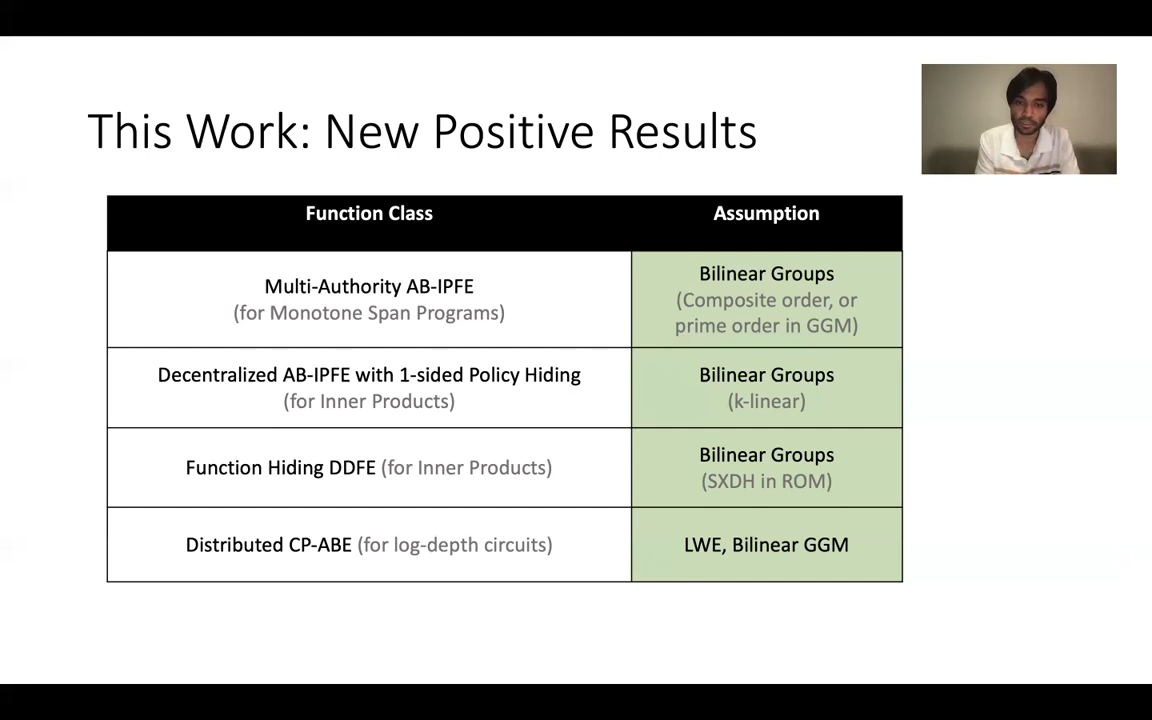 This Work: New Positive Results
Function Class
Assumption
Multi-Authority AB-IPFE
(for Monotone Span Programs)
Bilinear Groups
(Composite order, or
prime order in GGM)
Decentralized AB-IPFE with 1-sided Policy Hiding
(for Inner Products)
Bilinear Groups
(k-linear)
Function Hiding DDFE (for Inner Products)
Bilinear Groups
(SXDH in ROM)
Distributed CP-ABE (for log-depth circuits)
LWE, Bilinear GGM